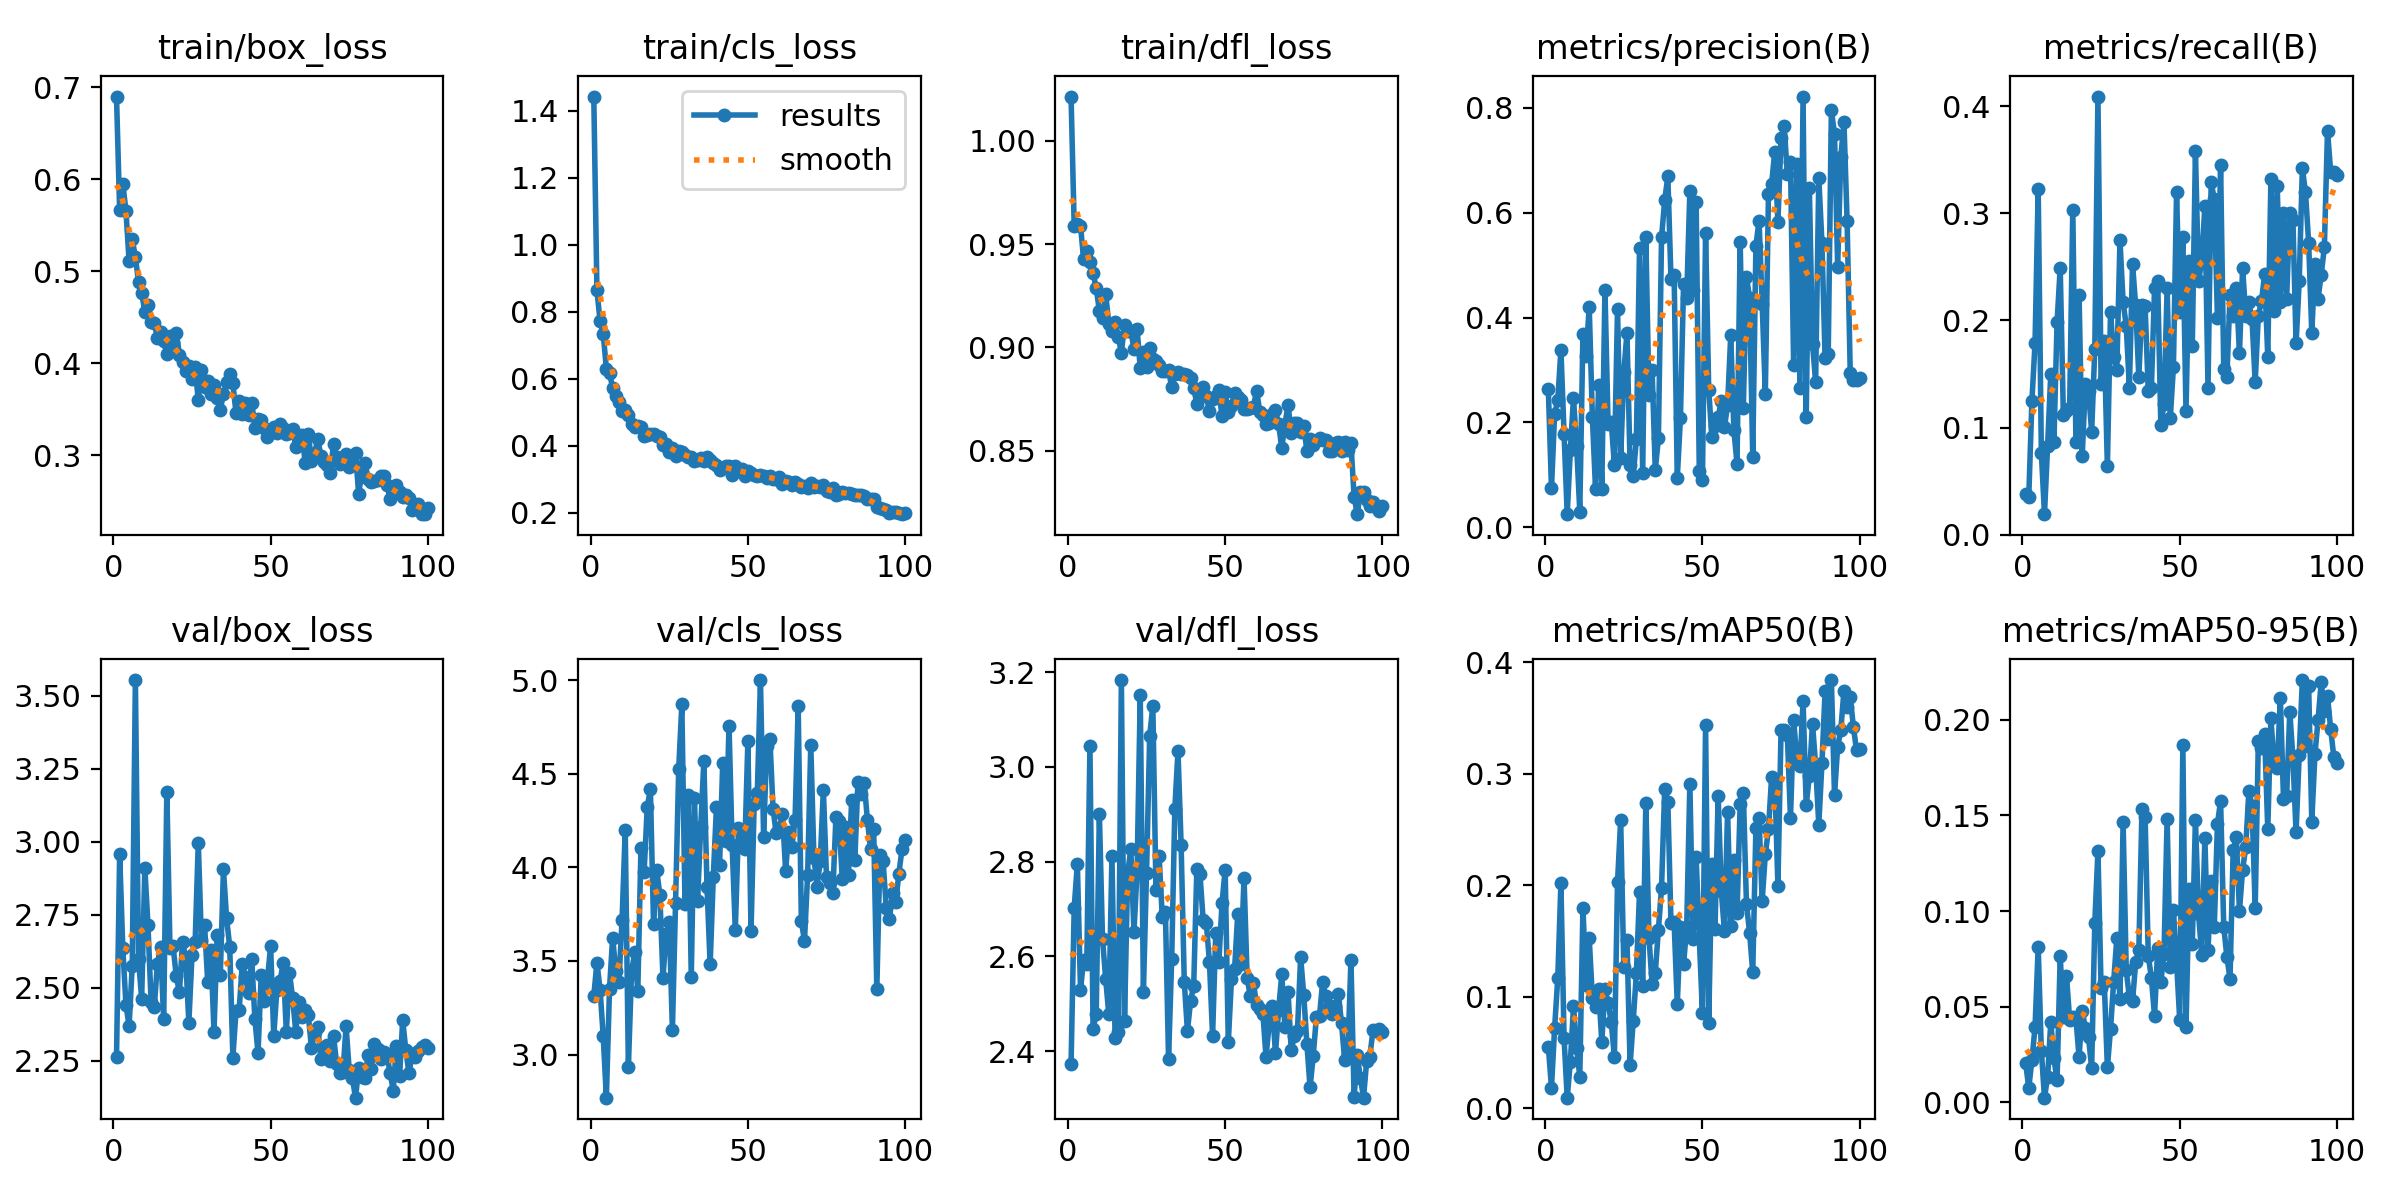 train/box_loss
0.7
0.6
0.5
0.4
0.3
0 50 100
train/cls_loss
results
smooth
1.4
1.2
1.0
0.8
0.6
0.4
0.2
0 50 100
train/dfl_loss
1.00
0.95
0.90
0.85
0 50 100
metrics/precision(B)
0.8
0.6
0.4
0.2
0.0
0 50 100
metrics/recall(B)
0.4
0.3
0.2
0.1
0.0
0 50 100
val/box_loss
3.50
3.25
3.00
2.75
2.50
2.25
0 50 100
val/cls_loss
5.0
4.5
4.0
3.5
3.0
0 50 100
val/dfl_loss
3.2
3.0
2.8
2.6
2.4
0 50 100
metrics/mAP50(B)
0.4
0.3
0.2
0.1
0.0
0 50 100
metrics/mAP50-95(B)
0.20
0.15
0.10
0.05
0.00
0 50 100